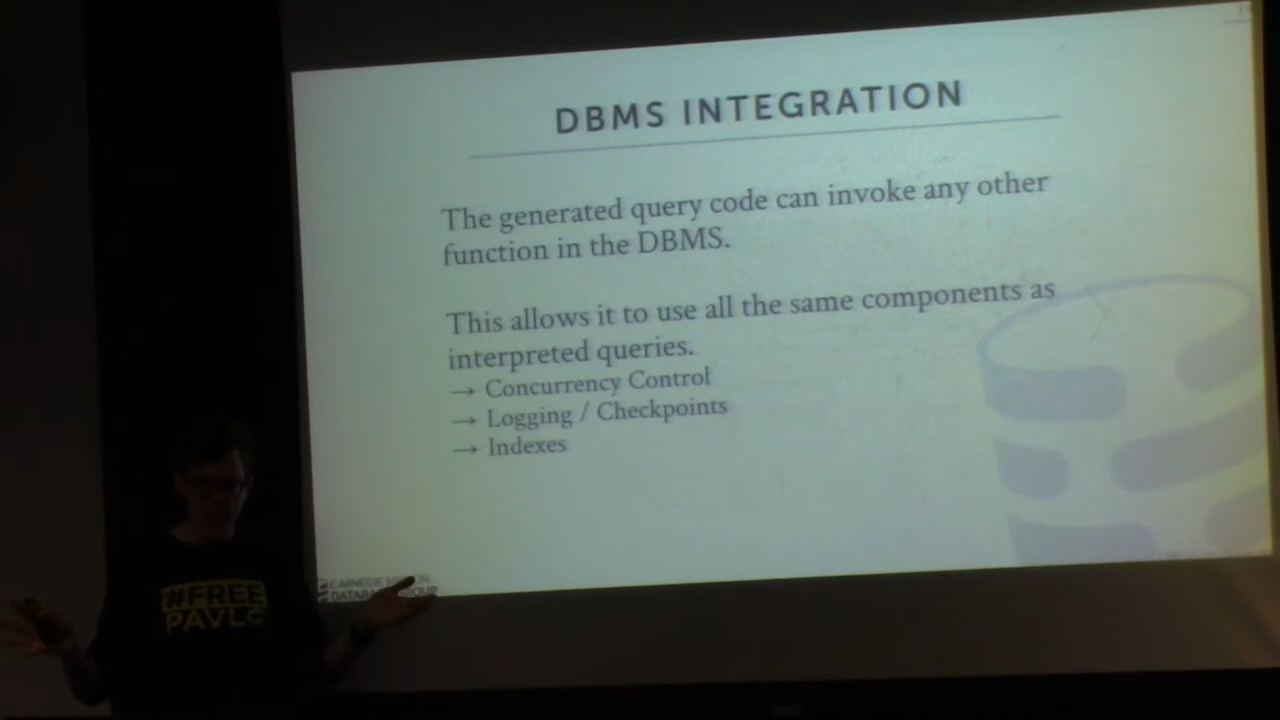 DBMS INTEGRATION
The generated query code can invoke any other
function in the DBMS.
This allows it to use all the same components as
interpreted queries.
→ Concurrency Control
→ Logging / Checkpoints
→ Indexes
CARNEGIE
#FREE
PAVLO